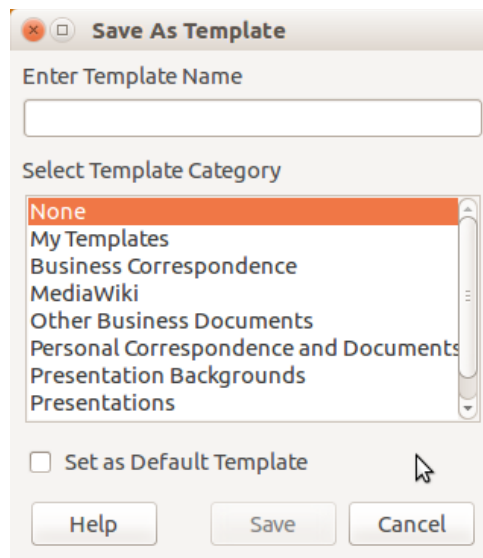 Save As Template
Enter Template Name
Select Template Category
None
My Templates
Business Correspondence
MediaWiki
Other Business Documents
Personal Correspondence and Documents
Presentation Backgrounds
Presentations
Set as Default Template
Help Save Cancel